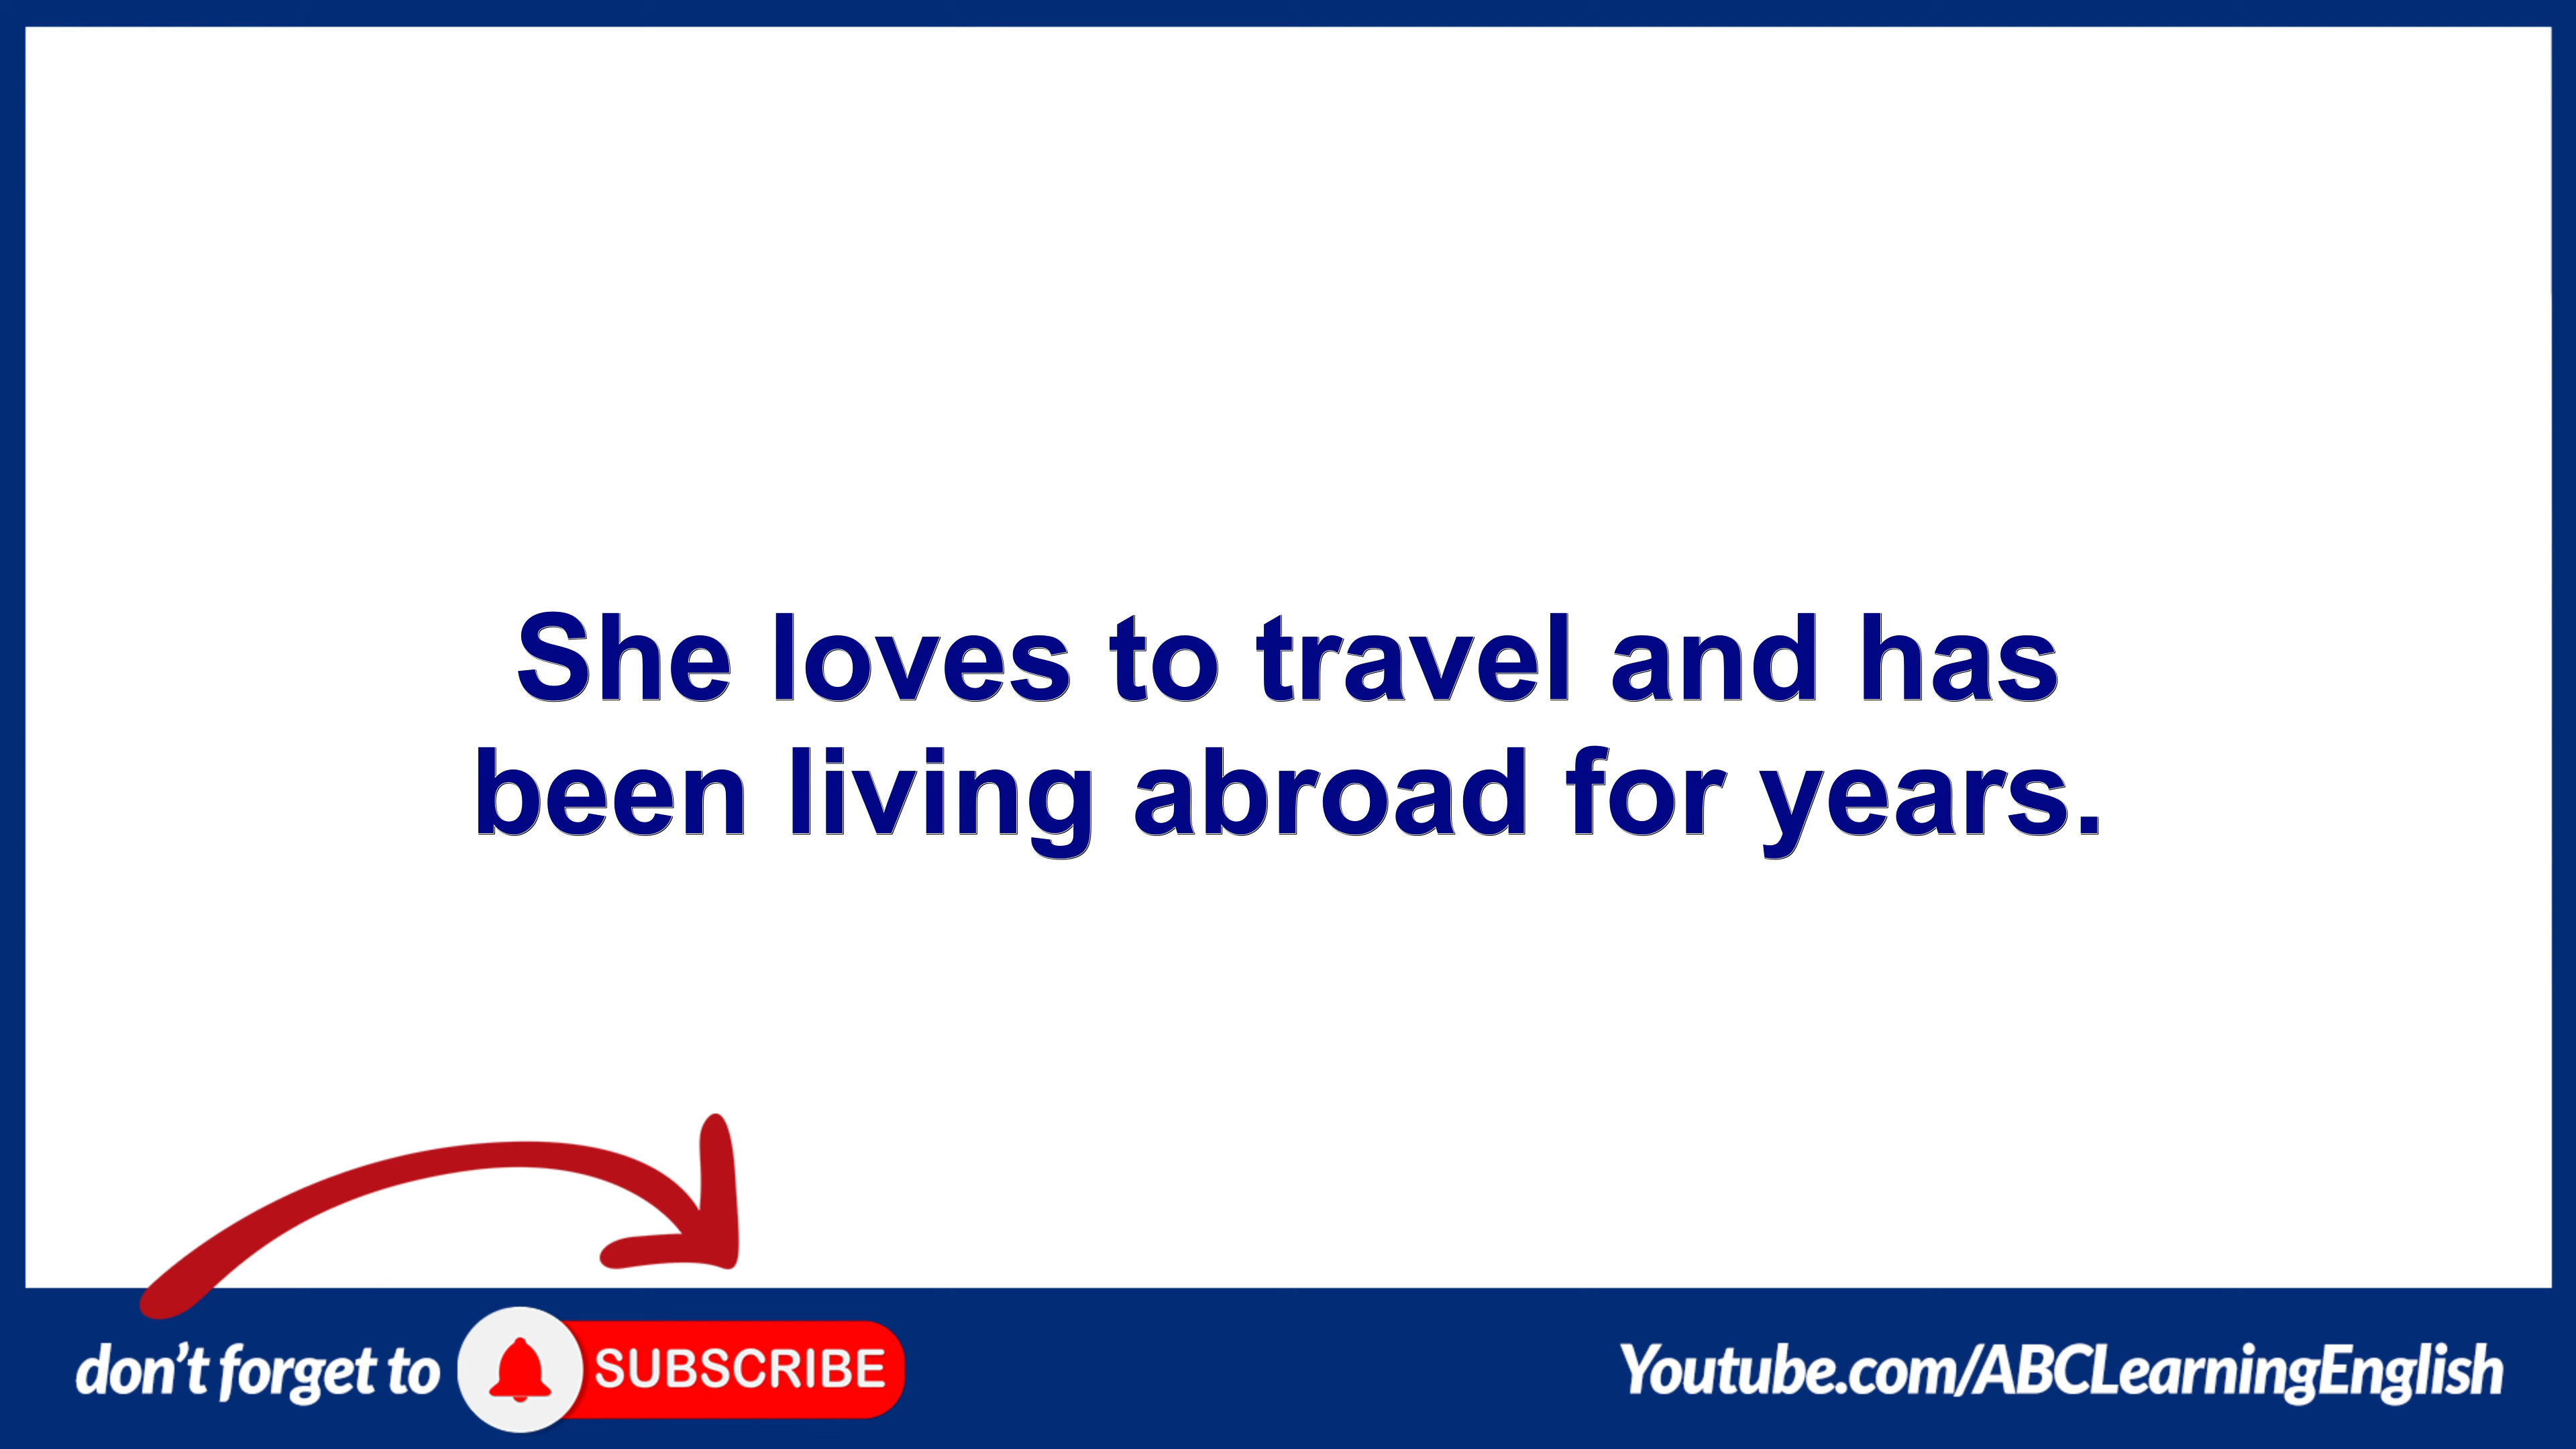 She loves to travel and has
been living abroad for years.
don't forget to SUBSCRIBE
Youtube.com/ABCLearningEnglish